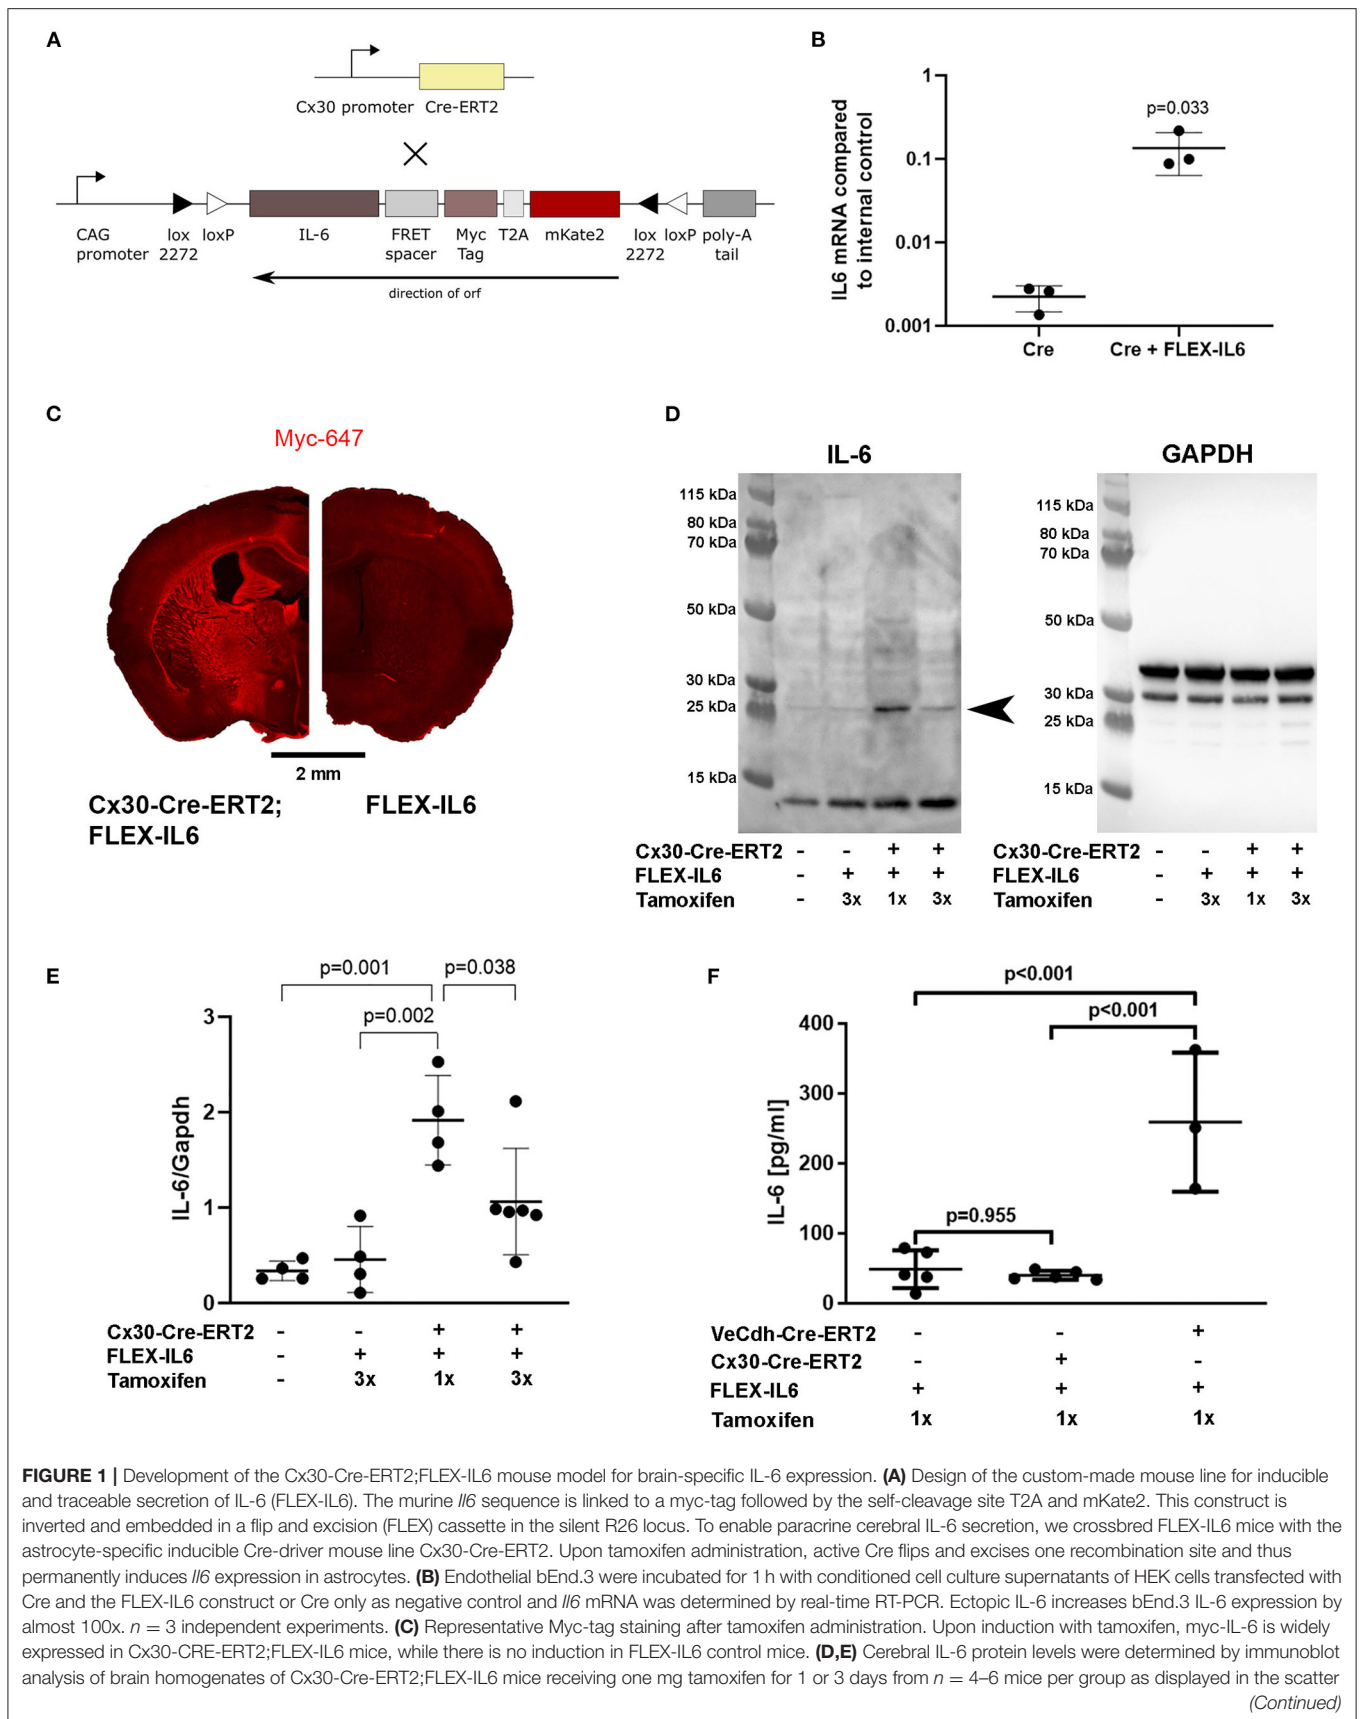 A
Cx30 promoter Cre-ERT2
CAG promoter
lox 2272
loxP
IL-6
FRET spacer
Myc Tag
T2A
mKate2
lox 2272
loxP
poly-A tail
direction of orf
B
IL6 mRNA compared
to internal control
1
0.1
0.01
0.001
p=0.033
Cre
Cre + FLEX-IL6
C
Myc-647
2 mm
Cx30-Cre-ERT2;
FLEX-IL6
FLEX-IL6
D
IL-6
115 kDa
80 kDa
70 kDa
50 kDa
30 kDa
25 kDa
15 kDa
Cx30-Cre-ERT2 - - + +
FLEX-IL6 - + + +
Tamoxifen - 3x 1x 3x
GAPDH
115 kDa
80 kDa
70 kDa
50 kDa
30 kDa
25 kDa
15 kDa
Cx30-Cre-ERT2 - - + +
FLEX-IL6 - + + +
Tamoxifen - 3x 1x 3x
E
p=0.001 p=0.038
p=0.002
IL-6/Gapdh
3
2
1
0
Cx30-Cre-ERT2 - - + +
FLEX-IL6 - + + +
Tamoxifen - 3x 1x 3x
F
p<0.001
p<0.001
p=0.955
IL-6 [pg/ml]
400
300
200
100
0
VeCdh-Cre-ERT2 - - +
Cx30-Cre-ERT2 - + -
FLEX-IL6 + + +
Tamoxifen 1x 1x 1x
FIGURE 1 | Development of the Cx30-Cre-ERT2;FLEX-IL6 mouse model for brain-specific IL-6 expression. (A) Design of the custom-made mouse line for inducible
and traceable secretion of IL-6 (FLEX-IL6). The murine Il6 sequence is linked to a myc-tag followed by the self-cleavage site T2A and mKate2. This construct is
inverted and embedded in a flip and excision (FLEX) cassette in the silent R26 locus. To enable paracrine cerebral IL-6 secretion, we crossbred FLEX-IL6 mice with the
astrocyte-specific inducible Cre-driver mouse line Cx30-Cre-ERT2. Upon tamoxifen administration, active Cre flips and excises one recombination site and thus
permanently induces Il6 expression in astrocytes. (B) Endothelial bEnd.3 were incubated for 1 h with conditioned cell culture supernatants of HEK cells transfected with
Cre and the FLEX-IL6 construct or Cre only as negative control and Il6 mRNA was determined by real-time RT-PCR. Ectopic IL-6 increases bEnd.3 IL-6 expression by
almost 100x. n = 3 independent experiments. (C) Representative Myc-tag staining after tamoxifen administration. Upon induction with tamoxifen, myc-IL-6 is widely
expressed in Cx30-CRE-ERT2;FLEX-IL6 mice, while there is no induction in FLEX-IL6 control mice. (D,E) Cerebral IL-6 protein levels were determined by immunoblot
analysis of brain homogenates of Cx30-Cre-ERT2;FLEX-IL6 mice receiving one mg tamoxifen for 1 or 3 days from n = 4–6 mice per group as displayed in the scatter
(Continued)